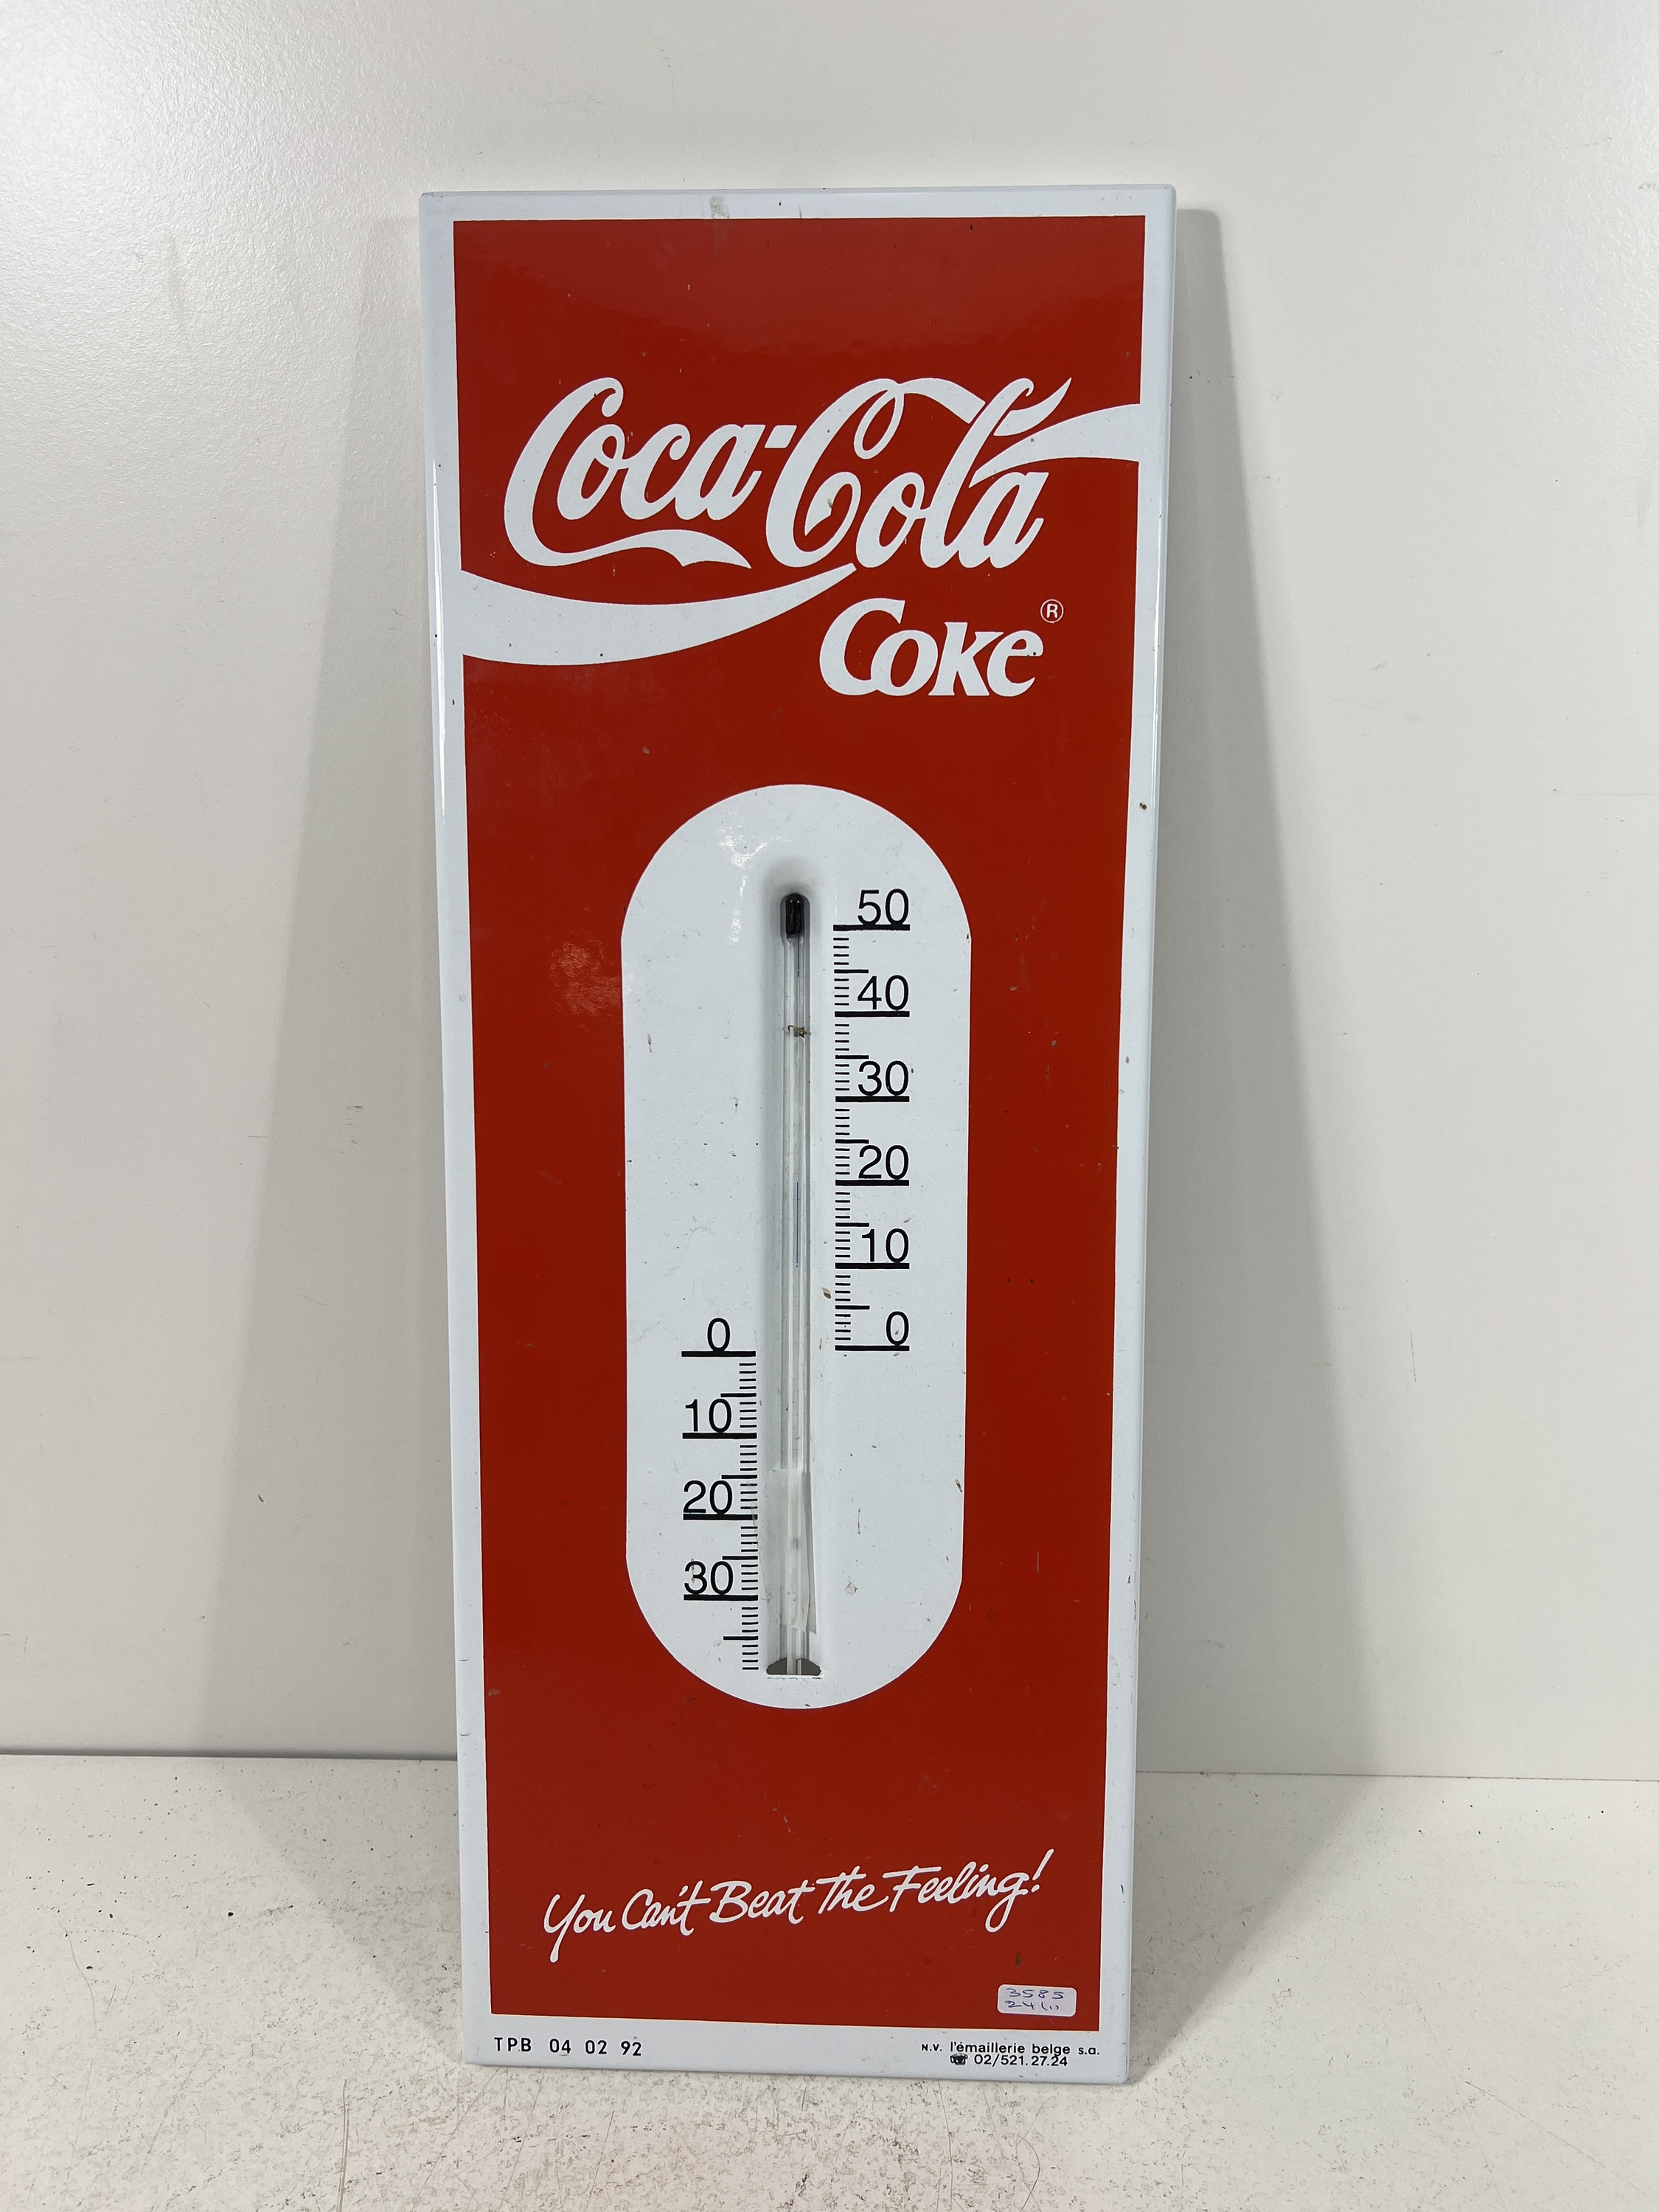 Coca-Cola
Coke®
50
40
30
20
10
0
0
10
20
30
You Can't Beat The Feeling!
3585
TPB 04 02 92
N.V. l'émaillerie belge s.a.
☎ 02/521.27.24